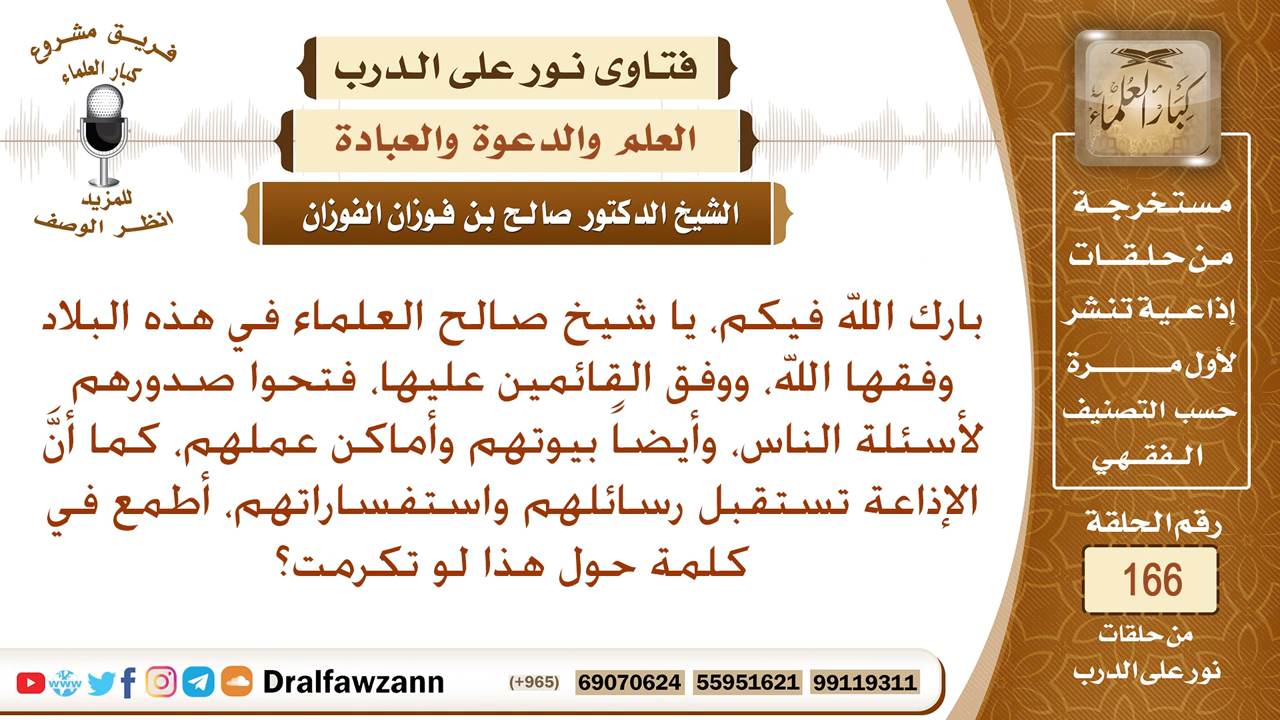 فريق مشروع
كبار العلماء
للمزيد
انظر الوصف
فتاوى نور على الدرب
العلم والدعوة والعبادة
الشيخ الدكتور صالح بن فوزان الفوزان
بارك الله فيكم، يا شيخ صالح العلماء في هذه البلاد
وفقها الله، ووفق القائمين عليها، فتحوا صدورهم
لأسئلة الناس، وأيضاً بيوتهم وأماكن عملهم، كما أنَّ
الإذاعة تستقبل رسائلهم واستفساراتهم، أطمع في
كلمة حول هذا لو تكرمت؟
كبار العلماء
مستخرجة
من حلقات
إذاعية تنشر
لأول مرة
حسب التصنيف
الفقهي
رقم الحلقة
166
من حلقات
نور على الدرب
www
Dralfawzann
(+965) 69070624 55951621 99119311